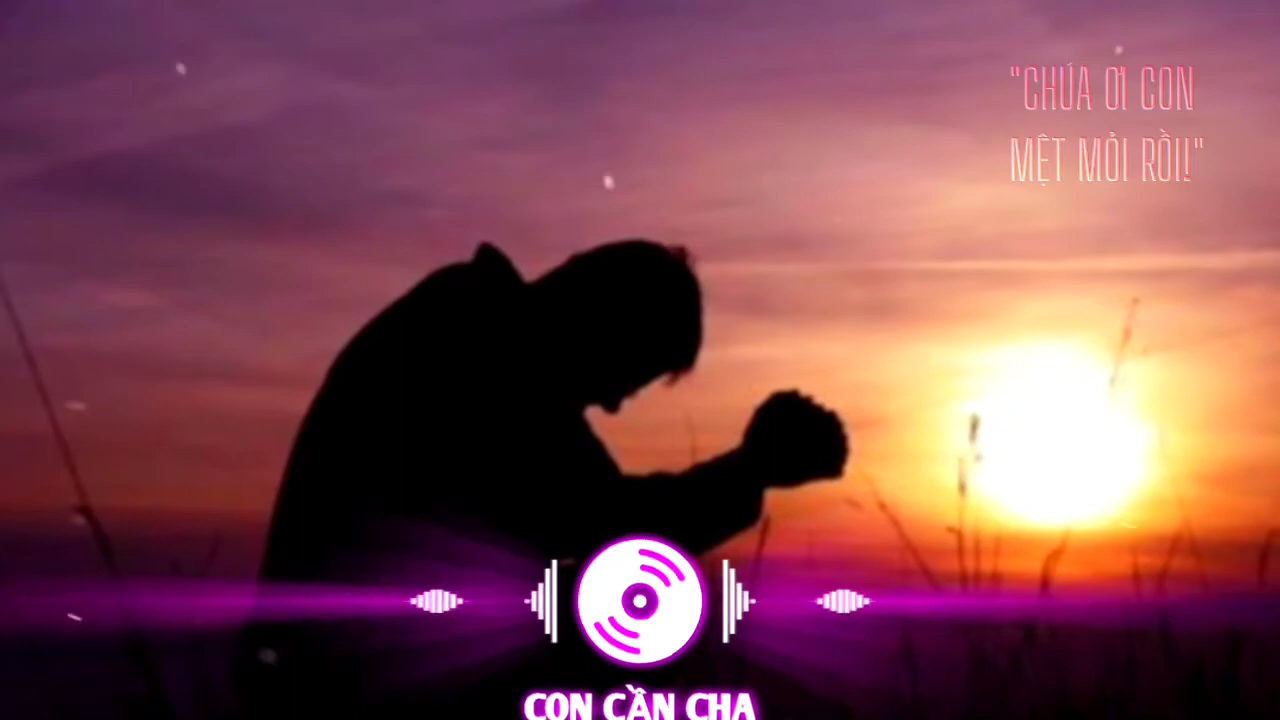 "CHÚA ƠI CON
MỆT MỎI RỒI!"
CON CẦN CHA